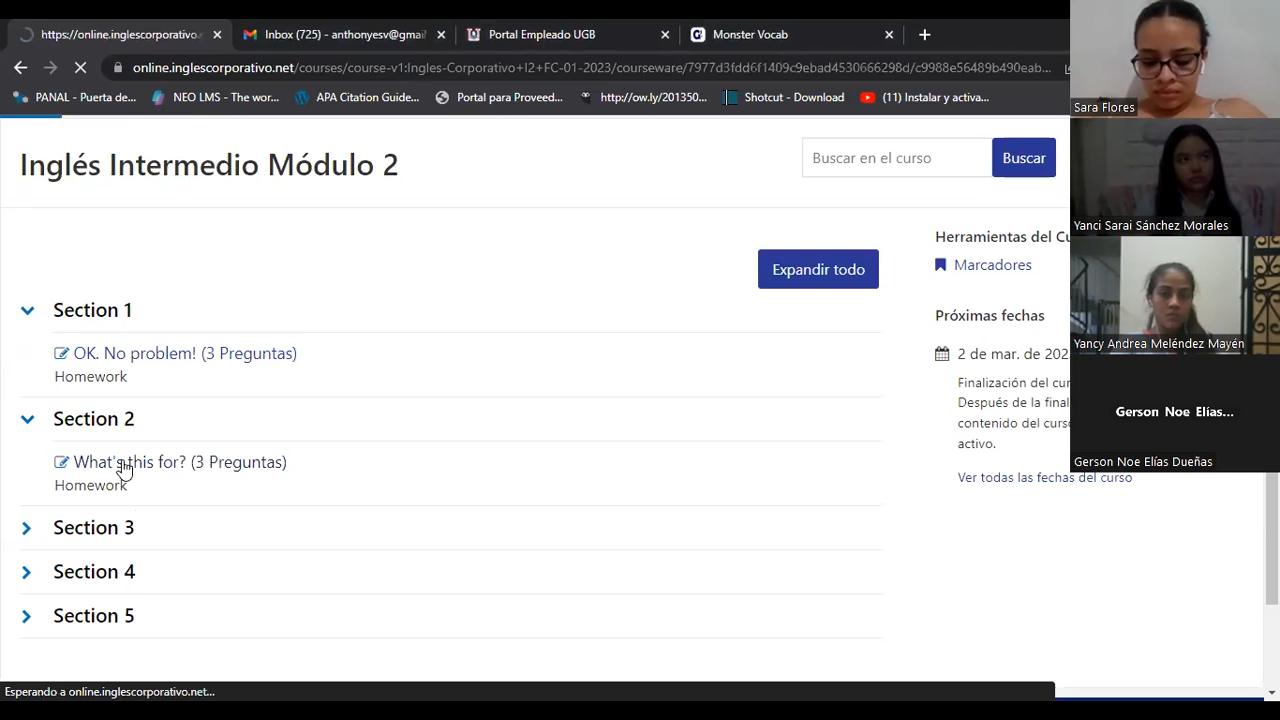 https://online.inglescorporativo.
Inbox (725) - anthonyesv@gmai
Portal Empleado UGB
Monster Vocab
online.inglescorporativo.net/courses/course-v1:Ingles-Corporativo+I2+FC-01-2023/courseware/7977d3fdd6f1409c9ebad4530666298d/c9988e56489b490eab...
PANAL - Puerta de...
NEO LMS - The wor...
APA Citation Guide...
Portal para Proveed...
http://ow.ly/201350...
Shotcut - Download
(11) Instalar y activa...
Inglés Intermedio Módulo 2
Buscar en el curso
Buscar
Expandir todo
Section 1
OK. No problem! (3 Preguntas)
Homework
Section 2
What's this for? (3 Preguntas)
Homework
Section 3
Section 4
Section 5
Herramientas del Cu
Marcadores
Próximas fechas
2 de mar. de 202
Finalización del cur
Después de la final
contenido del curso
activo.
Ver todas las fechas del curso
Esperando a online.inglescorporativo.net...
Sara Flores
Yanci Sarai Sánchez Morales
Yancy Andrea Meléndez Mayén
Gerson Noe Elías...
Gerson Noe Elías Dueñas